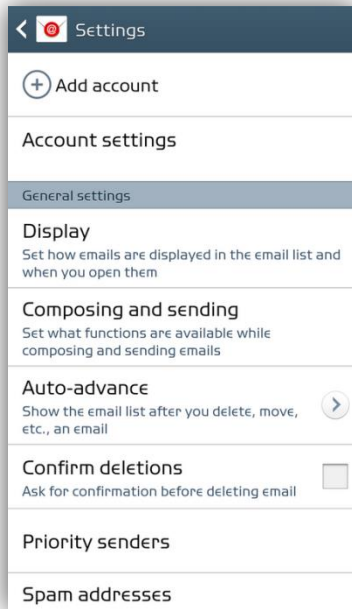 Settings
Add account
Account settings
General settings
Display
Set how emails are displayed in the email list and
when you open them
Composing and sending
Set what functions are available while
composing and sending emails
Auto-advance
Show the email list after you delete, move,
etc., an email
Confirm deletions
Ask for confirmation before deleting email
Priority senders
Spam addresses